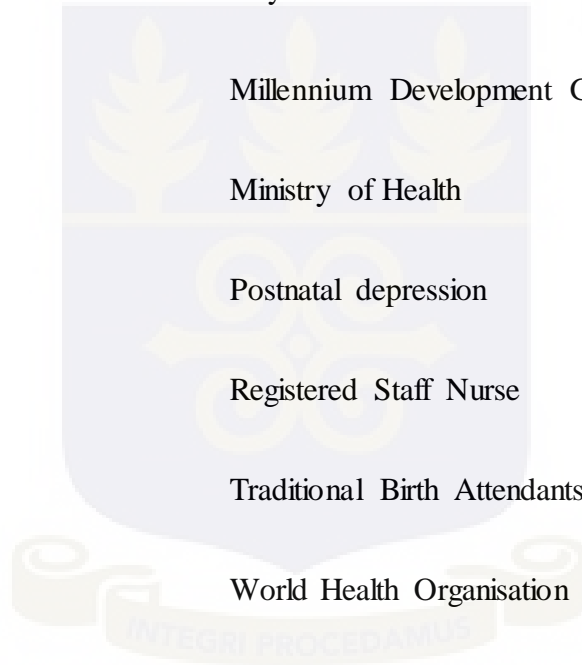 Millennium Development
Ministry of Health
Postnatal depression
Registered Staff Nurse
Traditional Birth Attendants
World Health Organisation
INTEGRI PROCEDAMUS